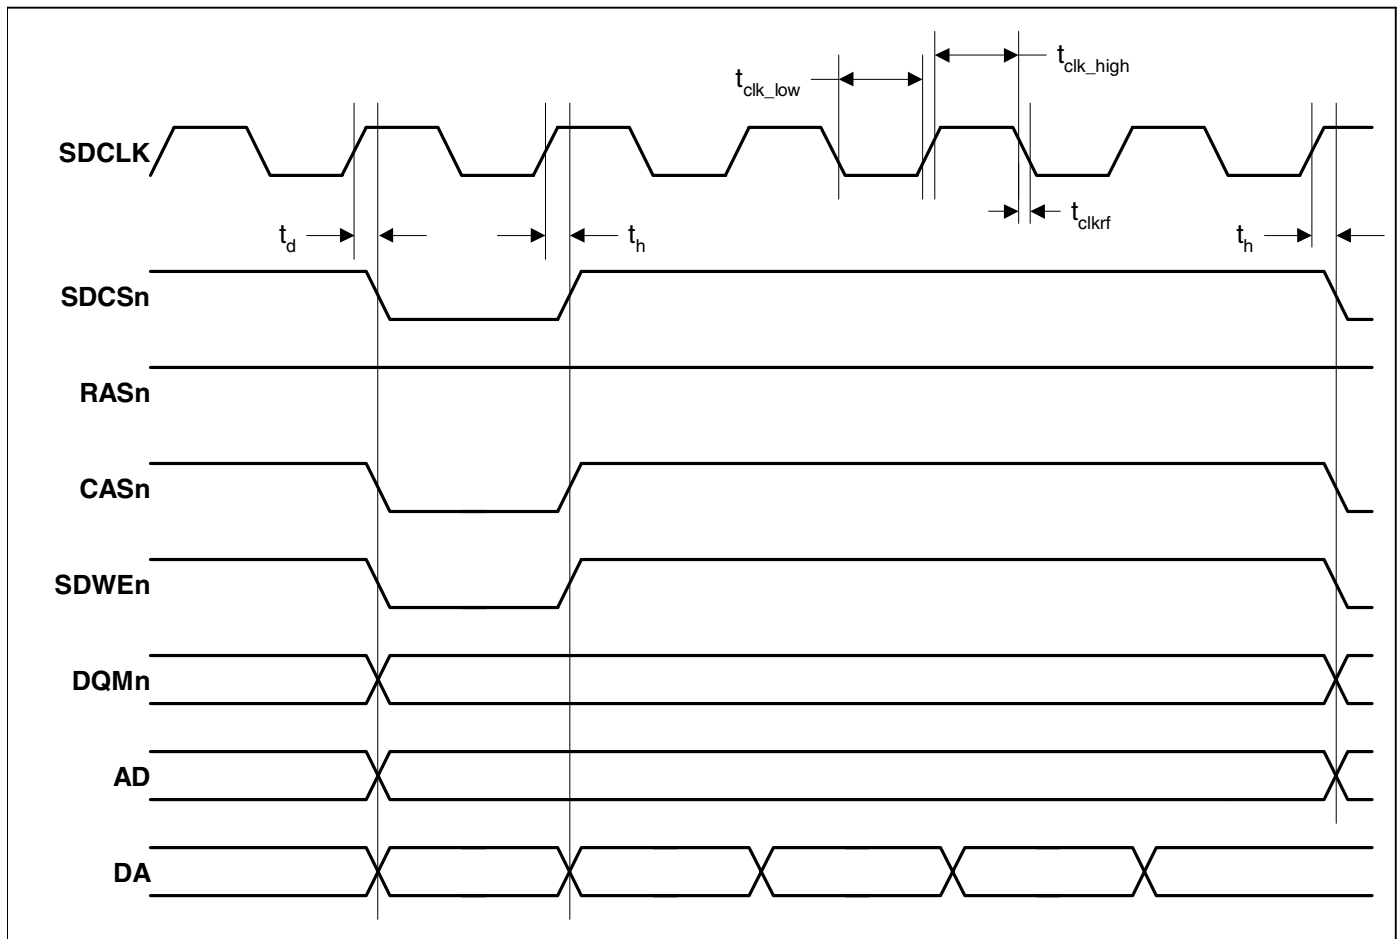 t_clk_high
t_clk_low
SDCLK
t_clkrf
t_d
t_h
t_h
SDCSn
RASn
CASn
SDWEn
DQMn
AD
DA